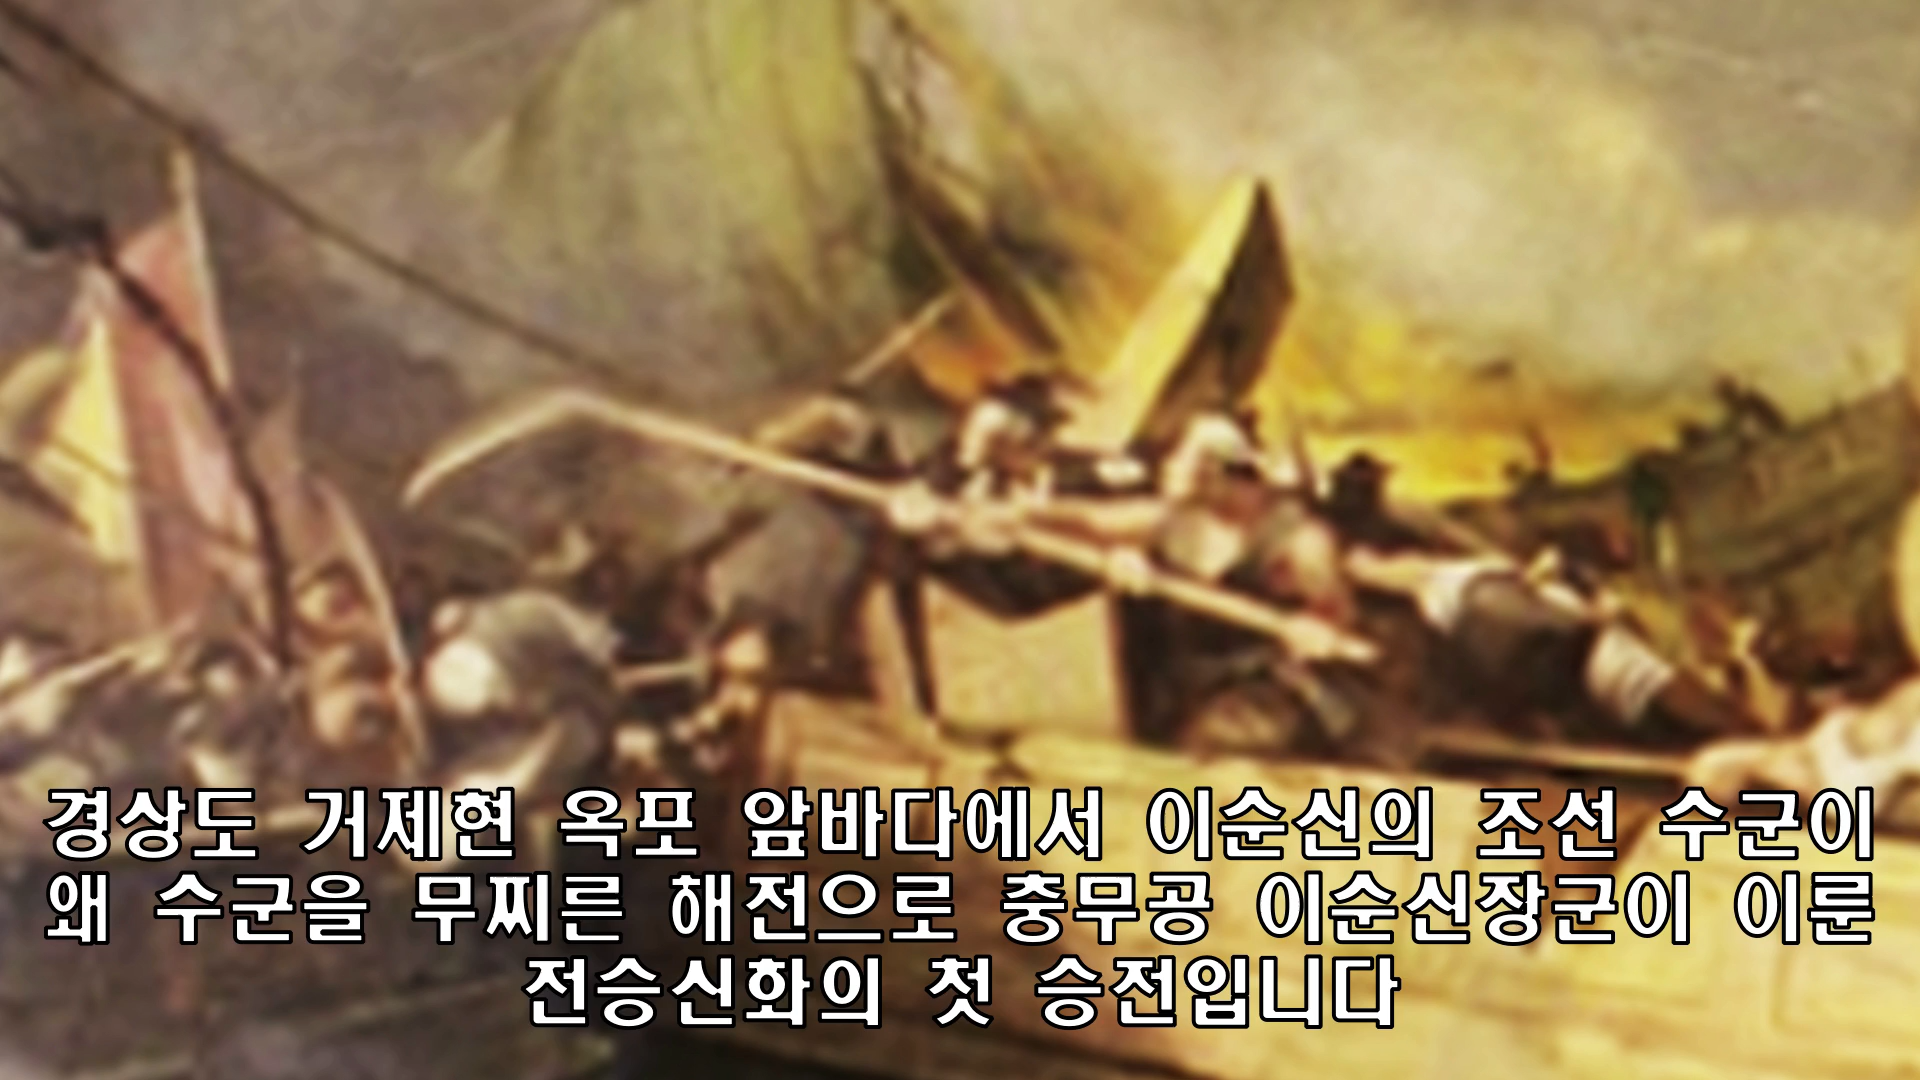 경상도 거제현 옥포 앞바다에서 이순신의 조선 수군이
왜 수군을 무찌른 해전으로 충무공 이순신장군이 이룬
전승신화의 첫 승전입니다